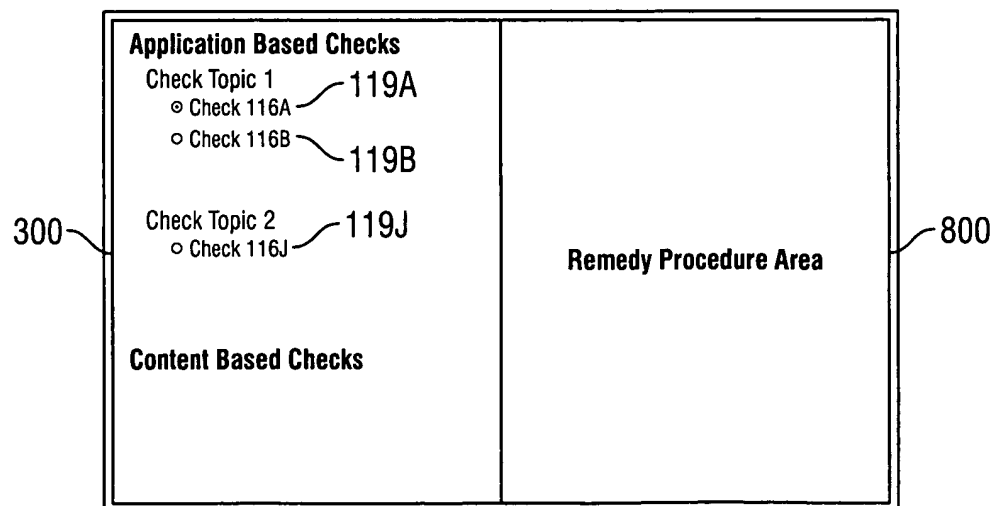 Application Based Checks
Check Topic 1
Check 116A
119A
Check 116B
119B
Check Topic 2
119J
Check 116J
300
800
Remedy Procedure Area
Content Based Checks